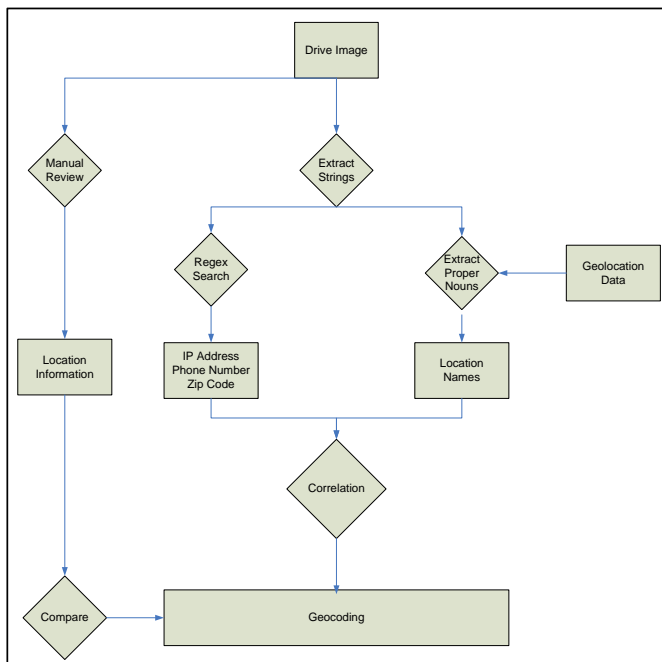 Drive Image
Manual
Review
Extract
Strings
Regex
Search
Extract
Proper
Nouns
Geolocation
Data
Location
Information
IP Address
Phone Number
Zip Code
Location
Names
Correlation
Compare
Geocoding